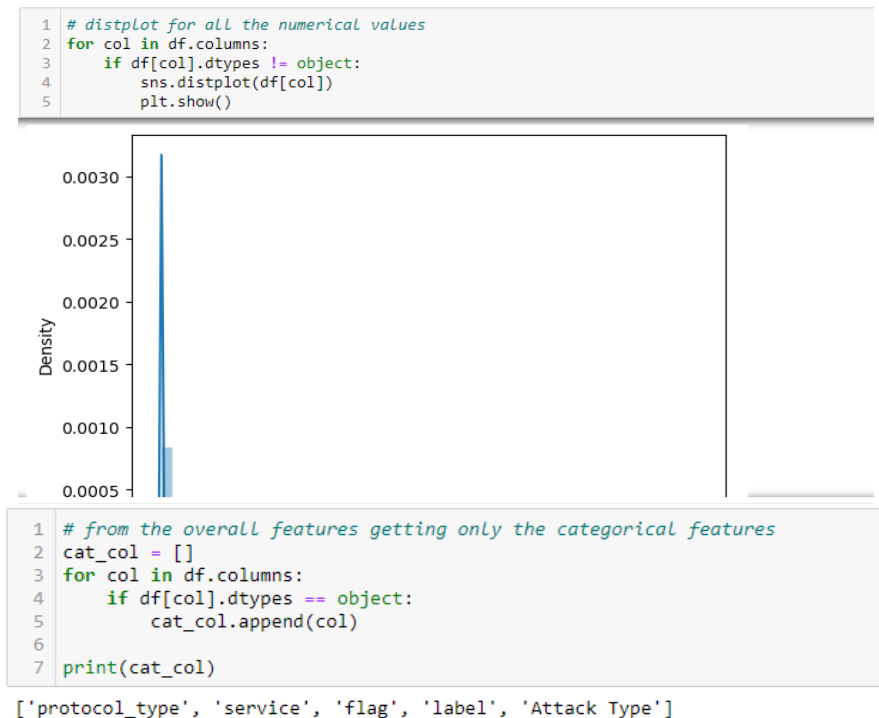 1 # distplot for all the numerical values
2 for col in df.columns:
3     if df[col].dtypes != object:
4         sns.distplot(df[col])
5         plt.show()
0.0030
0.0025
0.0020
Density
0.0015
0.0010
0.0005
1 # from the overall features getting only the categorical features
2 cat_col = []
3 for col in df.columns:
4     if df[col].dtypes == object:
5         cat_col.append(col)
6
7 print(cat_col)
['protocol_type', 'service', 'flag', 'label', 'Attack Type']